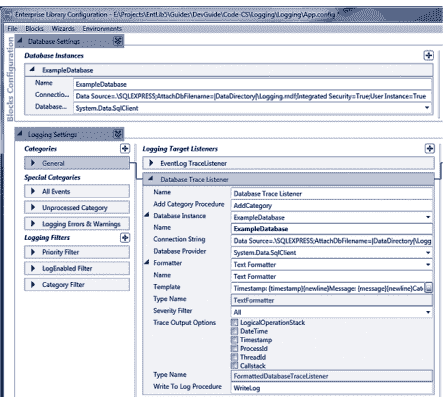 Enterprise Library Configuration - E:\Projects\EntLib5\Guides\DevGuide\Code-CS\Logging\Logging\App.config *
File Blocks Wizards Environments
Blocks Configuration
Database Settings
Database Instances
ExampleDatabase
Name ExampleDatabase
Connectio... Data Source=.\SQLEXPRESS;AttachDbFilename=|DataDirectory|\Logging.mdf;Integrated Security=True;User Instance=True
Database... System.Data.SqlClient
Logging Settings
Categories
General
Special Categories
All Events
Unprocessed Category
Logging Errors & Warnings
Logging Filters
Priority Filter
LogEnabled Filter
Category Filter
Logging Target Listeners
EventLog TraceListener
Database Trace Listener
Name Database Trace Listener
Add Category Procedure AddCategory
Database Instance ExampleDatabase
Name ExampleDatabase
Connection String Data Source=.\SQLEXPRESS;AttachDbFilename=|DataDirectory|\Logg
Database Provider System.Data.SqlClient
Formatter Text Formatter
Name Text Formatter
Template Timestamp: {timestamp}{newline}Message: {message}{newline}Cate
Type Name TextFormatter
Severity Filter All
Trace Output Options LogicalOperationStack
DateTime
Timestamp
ProcessId
ThreadId
Callstack
Type Name FormattedDatabaseTraceListener
Write To Log Procedure WriteLog